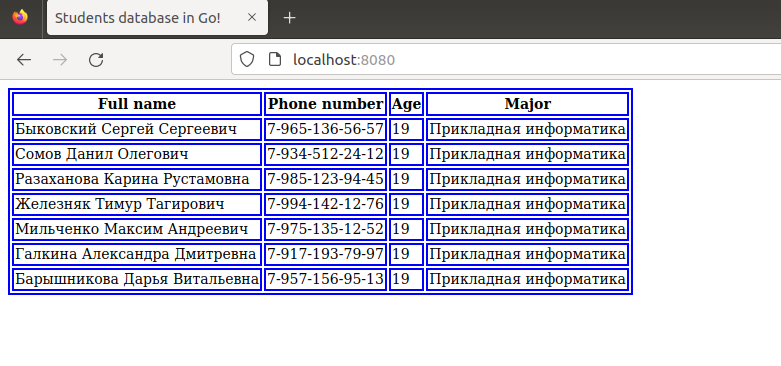 Students database in Go!
localhost:8080
Full name Phone number Age Major
Быковский Сергей Сергеевич 7-965-136-56-57 19 Прикладная информатика
Сомов Данил Олегович 7-934-512-24-12 19 Прикладная информатика
Разаханова Карина Рустамовна 7-985-123-94-45 19 Прикладная информатика
Железняк Тимур Тагирович 7-994-142-12-76 19 Прикладная информатика
Мильченко Максим Андреевич 7-975-135-12-52 19 Прикладная информатика
Галкина Александра Дмитревна 7-917-193-79-97 19 Прикладная информатика
Барышникова Дарья Витальевна 7-957-156-95-13 19 Прикладная информатика